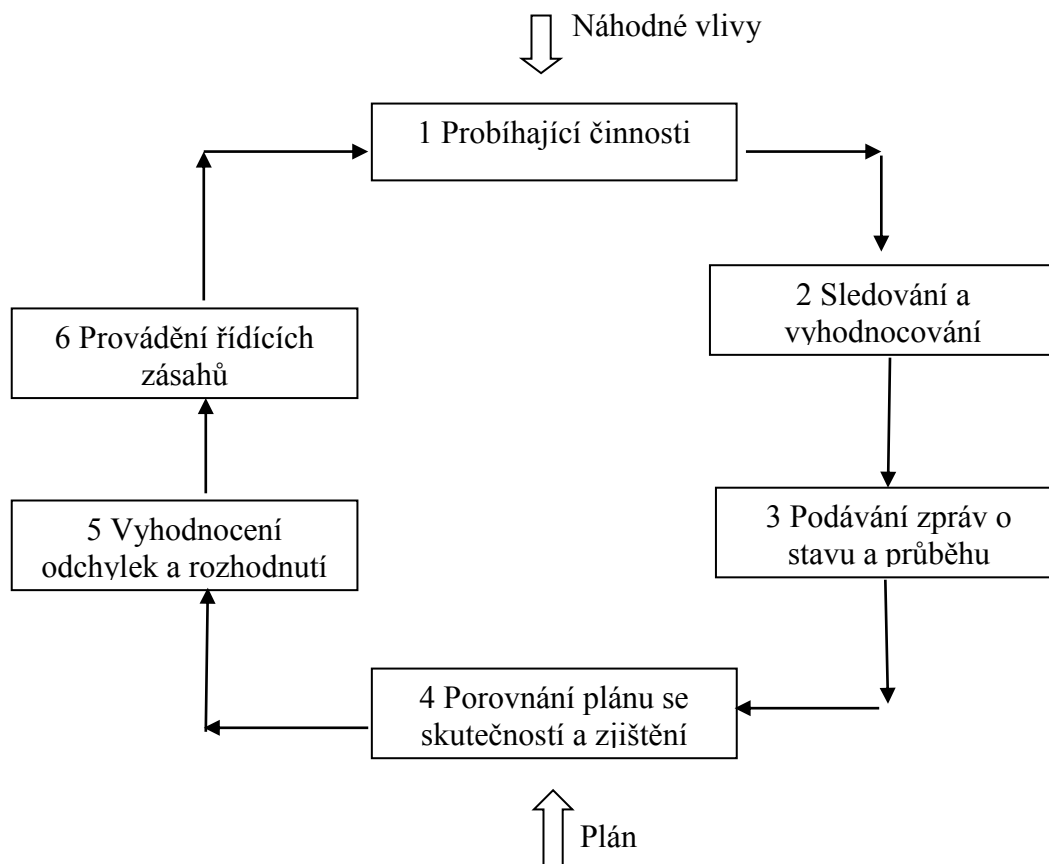 Náhodné vlivy
1 Probíhající činnosti
2 Sledování a
vyhodnocování
3 Podávání zpráv o
stavu a průběhu
4 Porovnání plánu se
skutečností a zjištění
Plán
5 Vyhodnocení
odchylek a rozhodnutí
6 Provádění řídících
zásahů